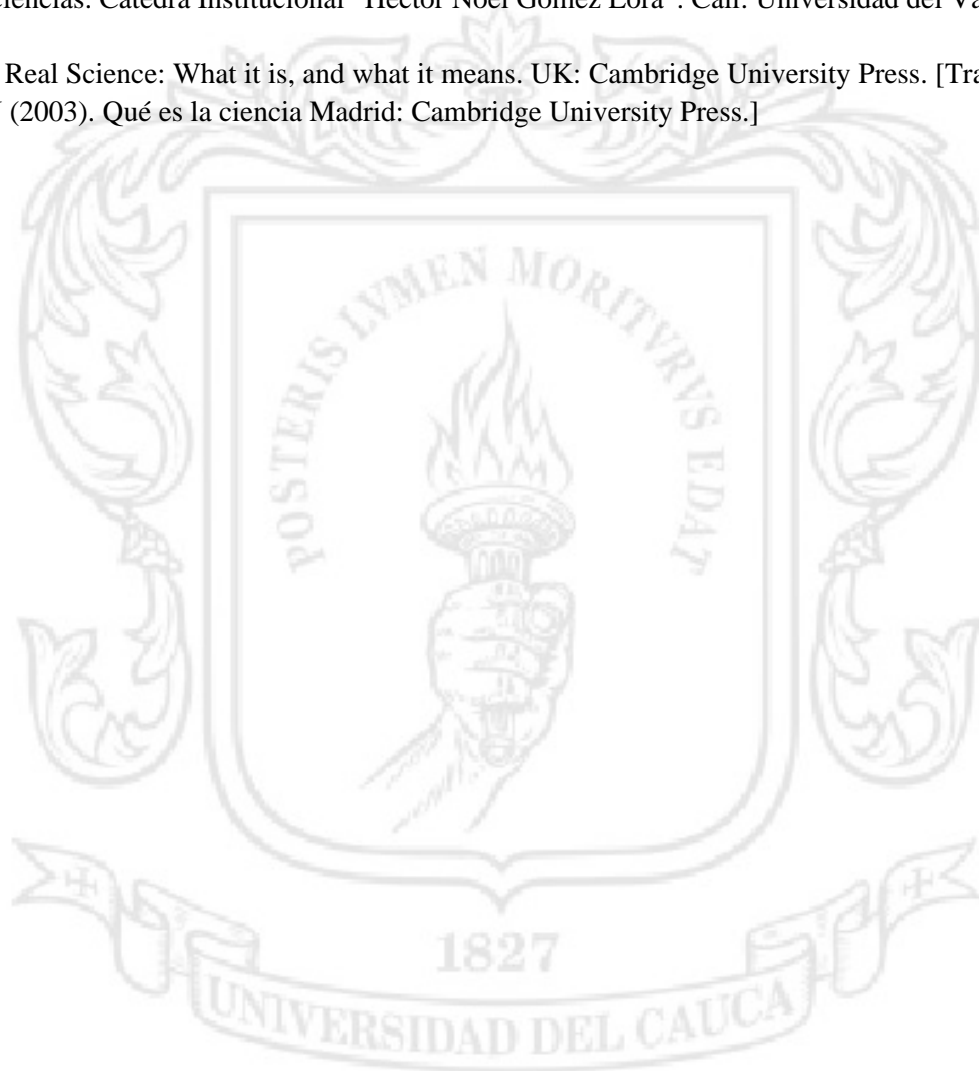 ciencias. Cátedra Institucional "Héctor Noel Gómez Lora". Cali: Universidad del
Real Science: What it is, and what it means. UK: Cambridge University Press.
(2003). Qué es la ciencia Madrid: Cambridge University Press.]
POSTERIS LVMEN MORITVRVS EDAT
1827
UNIVERSIDAD DEL CAUCA